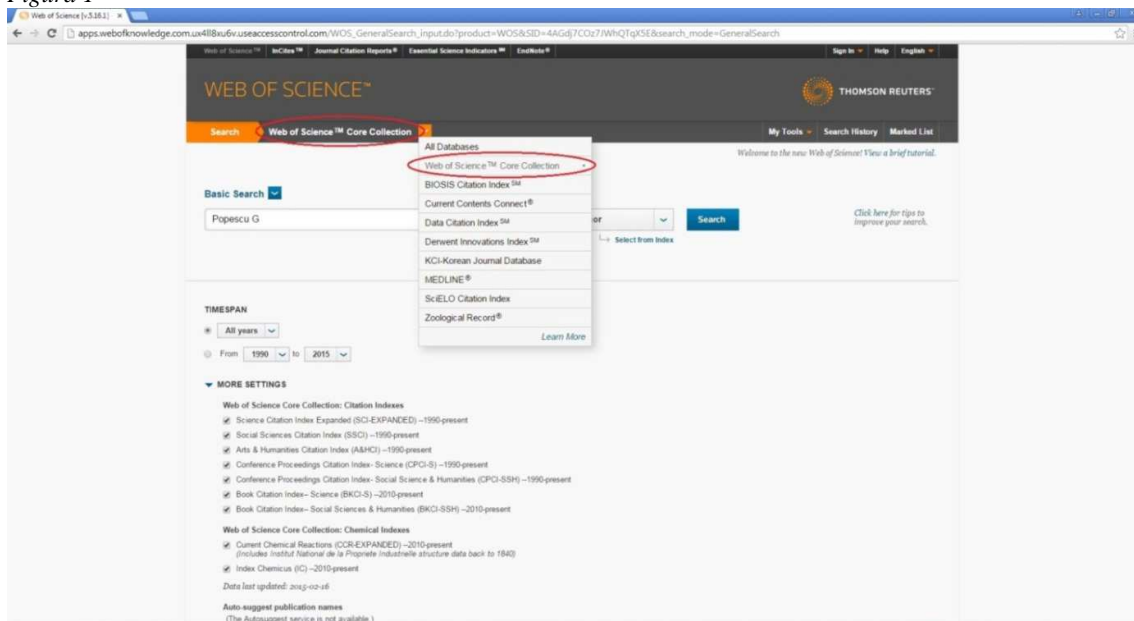 Web of Science [v.5.16.1]
apps.webofknowledge.com.ux4ll8xu6v.useaccesscontrol.com/WOS_GeneralSearch_input.do?product=WOS&SID=4AGdj7COz7JWhQTqX5E&search_mode=GeneralSearch
Web of Science™ InCites™ Journal Citation Reports® Essential Science Indicators℠ EndNote® Sign In Help English
WEB OF SCIENCE™
THOMSON REUTERS™
Search Web of Science™ Core Collection My Tools Search History Marked List
All Databases
Welcome to the new Web of Science! View a brief tutorial.
Web of Science™ Core Collection
BIOSIS Citation Index℠
Basic Search
Current Contents Connect®
Popescu G
Data Citation Index℠
or Search
Click here for tips to
improve your search.
Derwent Innovations Index℠
Select from Index
KCI-Korean Journal Database
MEDLINE®
SciELO Citation Index
Zoological Record®
Learn More
TIMESPAN
All years
From 1990 to 2015
MORE SETTINGS
Web of Science Core Collection: Citation Indexes
Science Citation Index Expanded (SCI-EXPANDED) --1990-present
Social Sciences Citation Index (SSCI) --1990-present
Arts & Humanities Citation Index (A&HCI) --1990-present
Conference Proceedings Citation Index- Science (CPCI-S) --1990-present
Conference Proceedings Citation Index- Social Science & Humanities (CPCI-SSH) --1990-present
Book Citation Index– Science (BKCI-S) --2010-present
Book Citation Index– Social Sciences & Humanities (BKCI-SSH) --2010-present
Web of Science Core Collection: Chemical Indexes
Current Chemical Reactions (CCR-EXPANDED) --2010-present
(Includes Institut National de la Propriete Industrielle structure data back to 1840)
Index Chemicus (IC) --2010-present
Data last updated: 2015-02-16
Auto-suggest publication names
(The Autosuggest service is not available.)